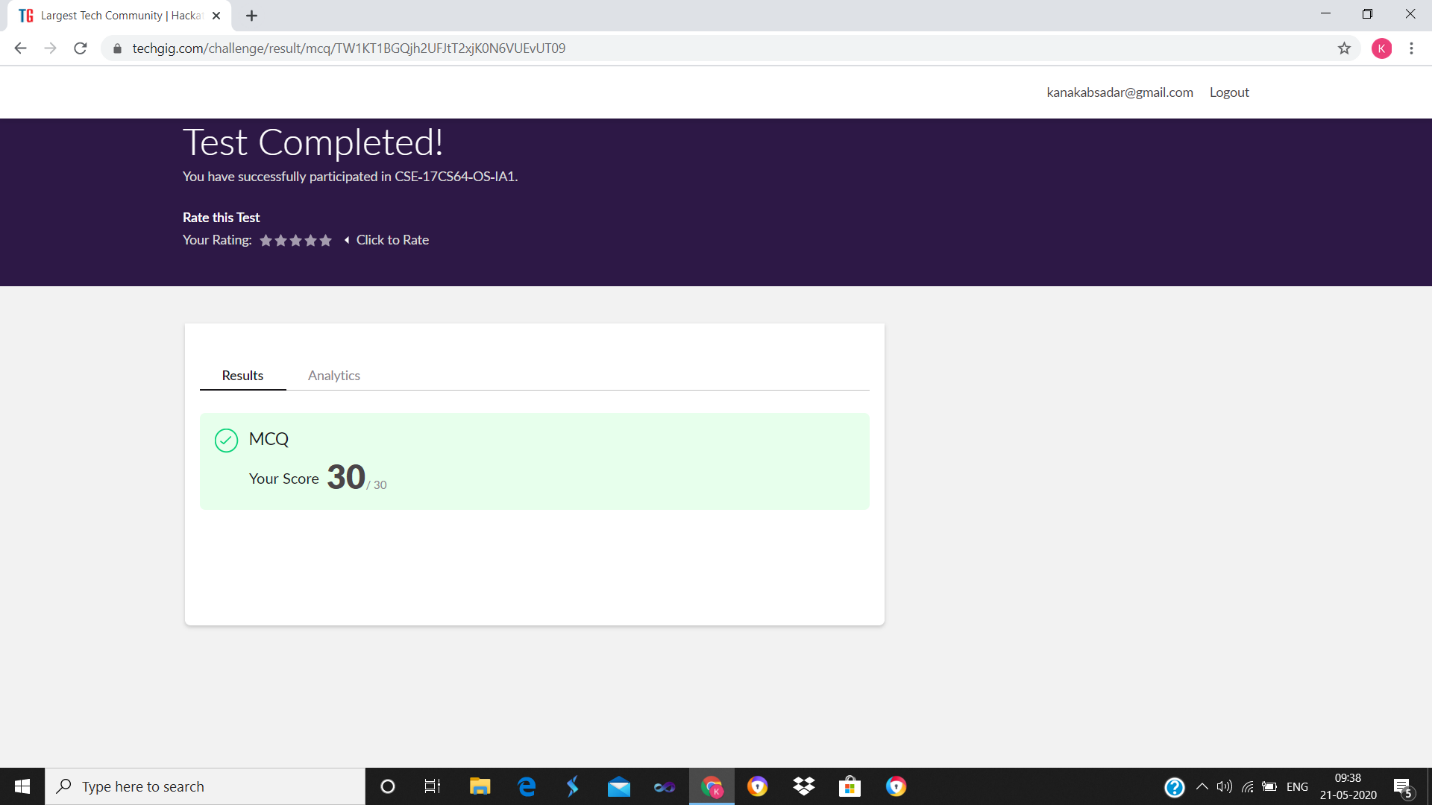 TG Largest Tech Community | Hacka
techgig.com/challenge/result/mcq/TW1KT1BGQjh2UFJtT2xjK0N6VUEvUT09
K
kanakabsadar@gmail.com Logout
Test Completed!
You have successfully participated in CSE-17CS64-OS-IA1.
Rate this Test
Your Rating: Click to Rate
Results Analytics
MCQ
Your Score 30 / 30
Type here to search
K
ENG
09:38
21-05-2020
5